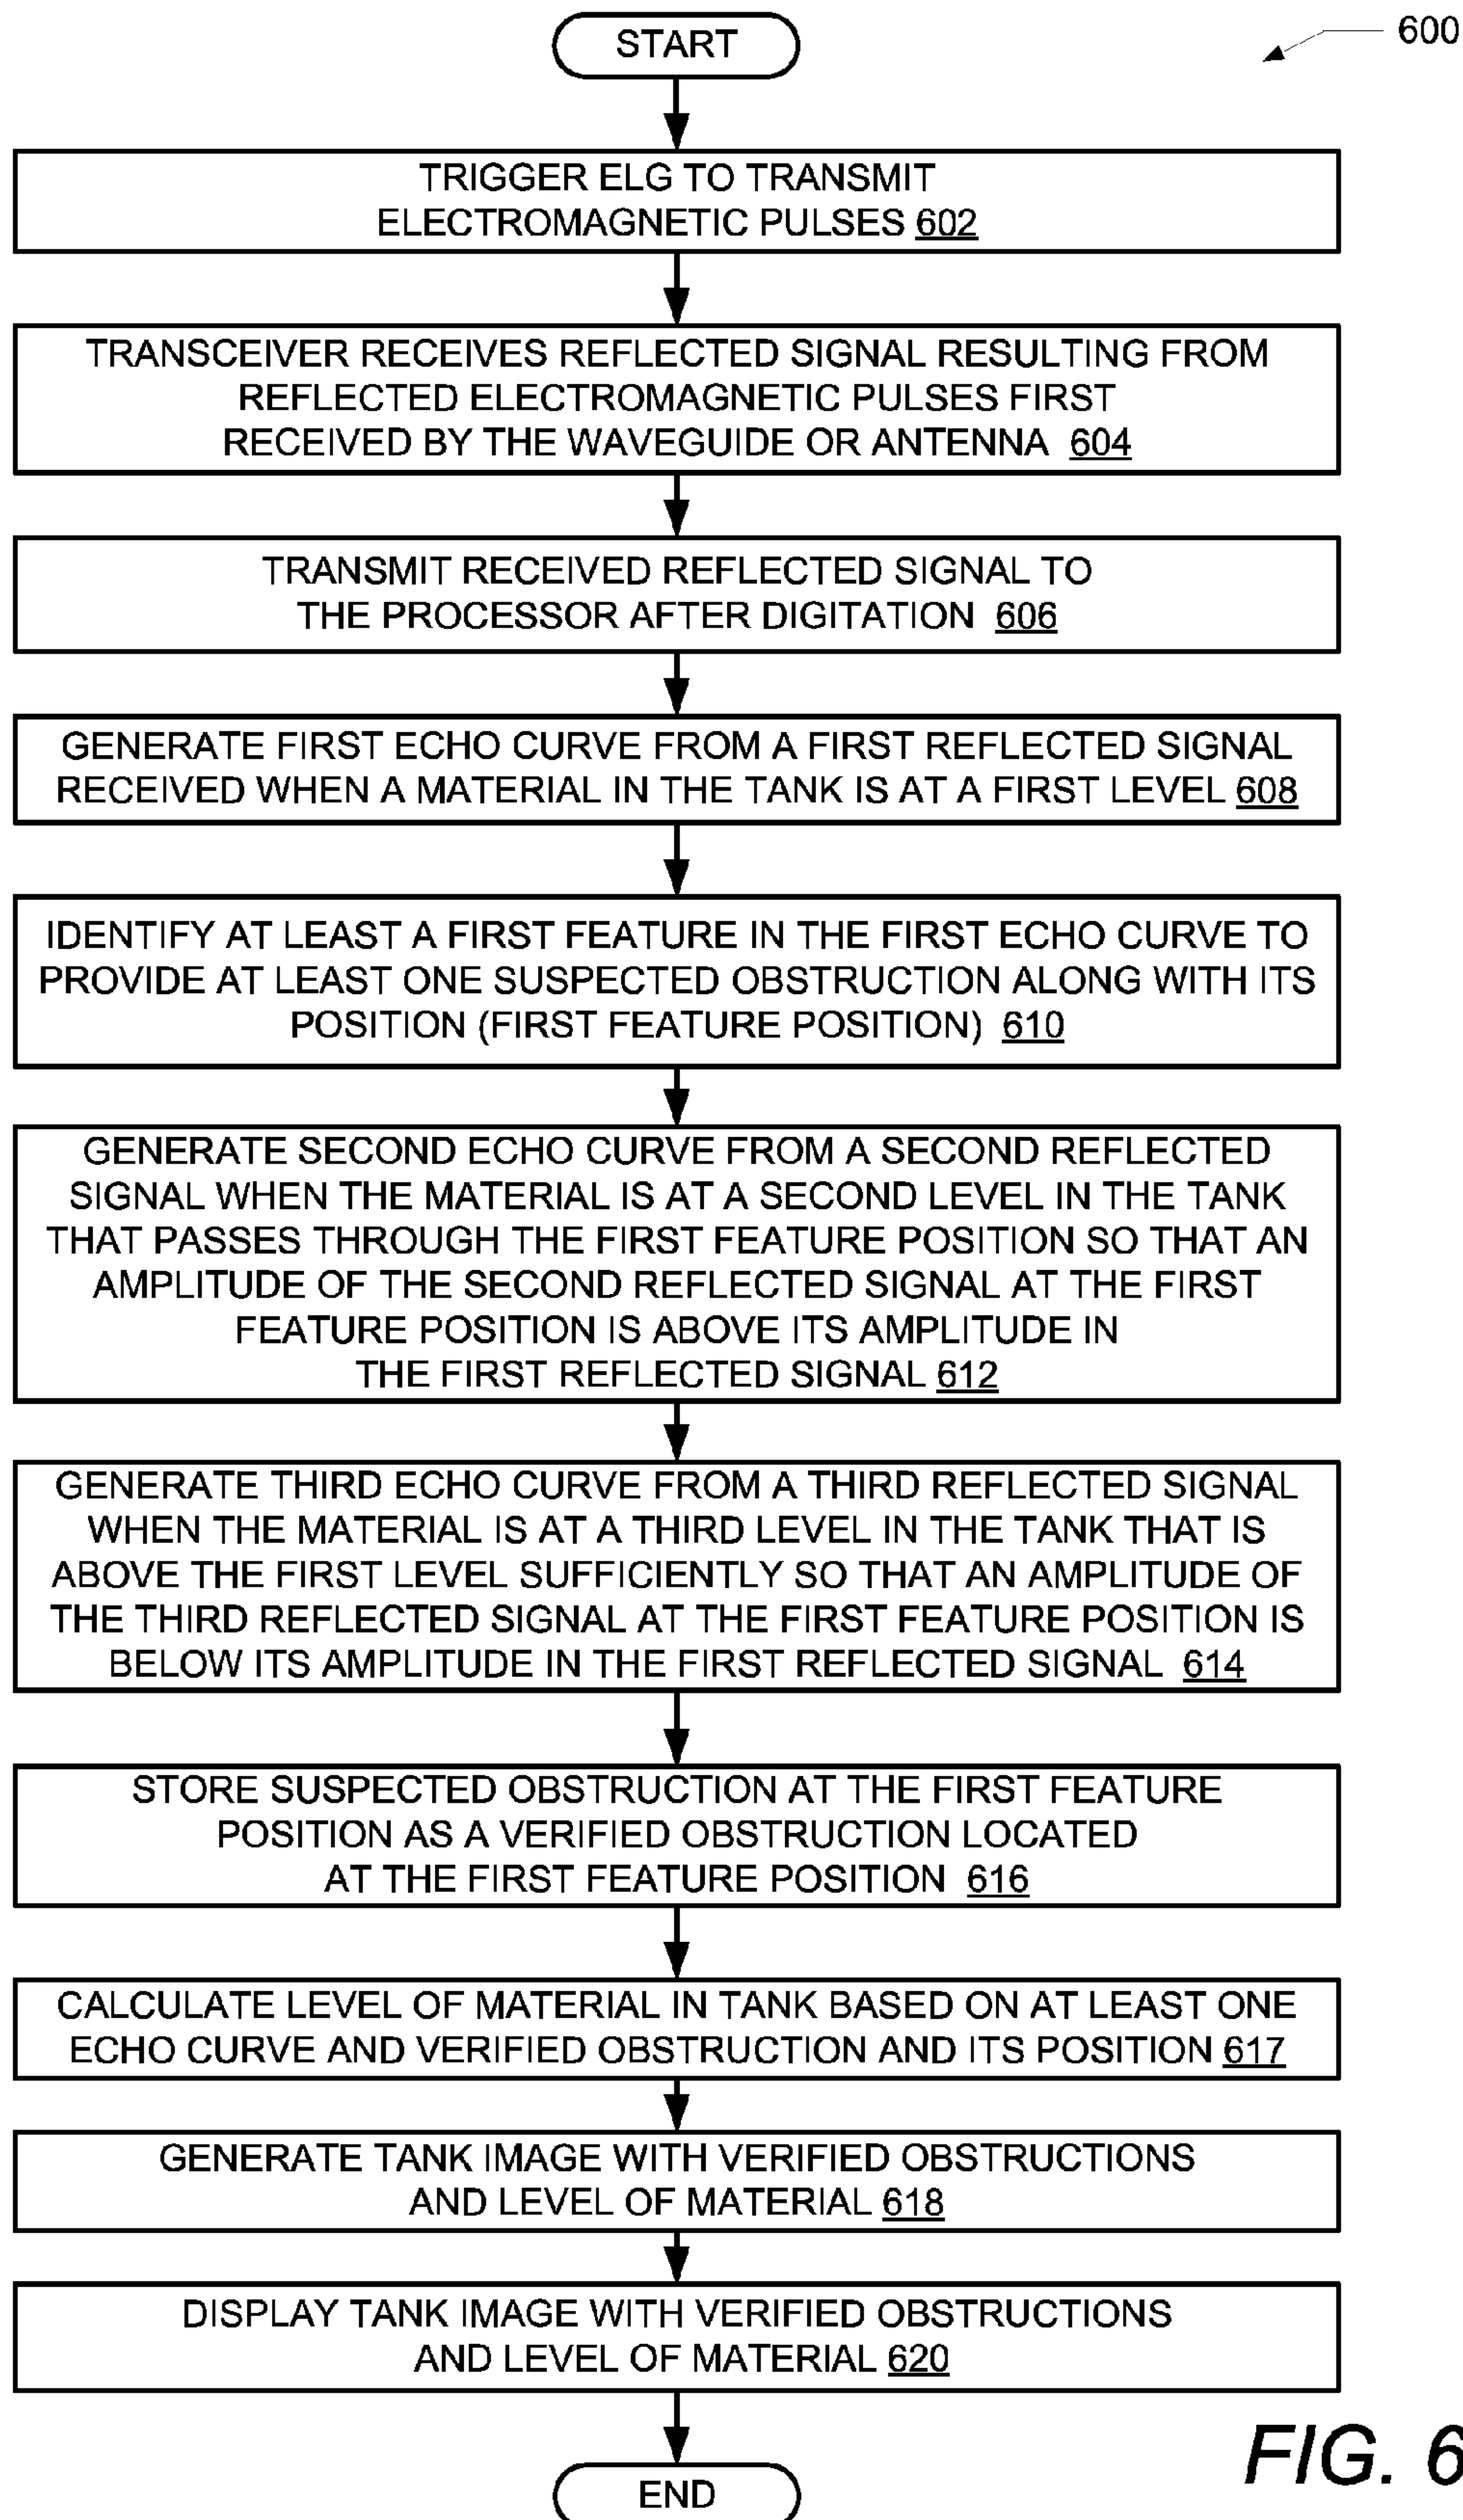 START
600
TRIGGER ELG TO TRANSMIT
ELECTROMAGNETIC PULSES 602
TRANSCEIVER RECEIVES REFLECTED SIGNAL RESULTING FROM
REFLECTED ELECTROMAGNETIC PULSES FIRST
RECEIVED BY THE WAVEGUIDE OR ANTENNA 604
TRANSMIT RECEIVED REFLECTED SIGNAL TO
THE PROCESSOR AFTER DIGITATION 606
GENERATE FIRST ECHO CURVE FROM A FIRST REFLECTED SIGNAL
RECEIVED WHEN A MATERIAL IN THE TANK IS AT A FIRST LEVEL 608
IDENTIFY AT LEAST A FIRST FEATURE IN THE FIRST ECHO CURVE TO
PROVIDE AT LEAST ONE SUSPECTED OBSTRUCTION ALONG WITH ITS
POSITION (FIRST FEATURE POSITION) 610
GENERATE SECOND ECHO CURVE FROM A SECOND REFLECTED
SIGNAL WHEN THE MATERIAL IS AT A SECOND LEVEL IN THE TANK
THAT PASSES THROUGH THE FIRST FEATURE POSITION SO THAT AN
AMPLITUDE OF THE SECOND REFLECTED SIGNAL AT THE FIRST
FEATURE POSITION IS ABOVE ITS AMPLITUDE IN
THE FIRST REFLECTED SIGNAL 612
GENERATE THIRD ECHO CURVE FROM A THIRD REFLECTED SIGNAL
WHEN THE MATERIAL IS AT A THIRD LEVEL IN THE TANK THAT IS
ABOVE THE FIRST LEVEL SUFFICIENTLY SO THAT AN AMPLITUDE OF
THE THIRD REFLECTED SIGNAL AT THE FIRST FEATURE POSITION IS
BELOW ITS AMPLITUDE IN THE FIRST REFLECTED SIGNAL 614
STORE SUSPECTED OBSTRUCTION AT THE FIRST FEATURE
POSITION AS A VERIFIED OBSTRUCTION LOCATED
AT THE FIRST FEATURE POSITION 616
CALCULATE LEVEL OF MATERIAL IN TANK BASED ON AT LEAST ONE
ECHO CURVE AND VERIFIED OBSTRUCTION AND ITS POSITION 617
GENERATE TANK IMAGE WITH VERIFIED OBSTRUCTIONS
AND LEVEL OF MATERIAL 618
DISPLAY TANK IMAGE WITH VERIFIED OBSTRUCTIONS
AND LEVEL OF MATERIAL 620
END
FIG. 6